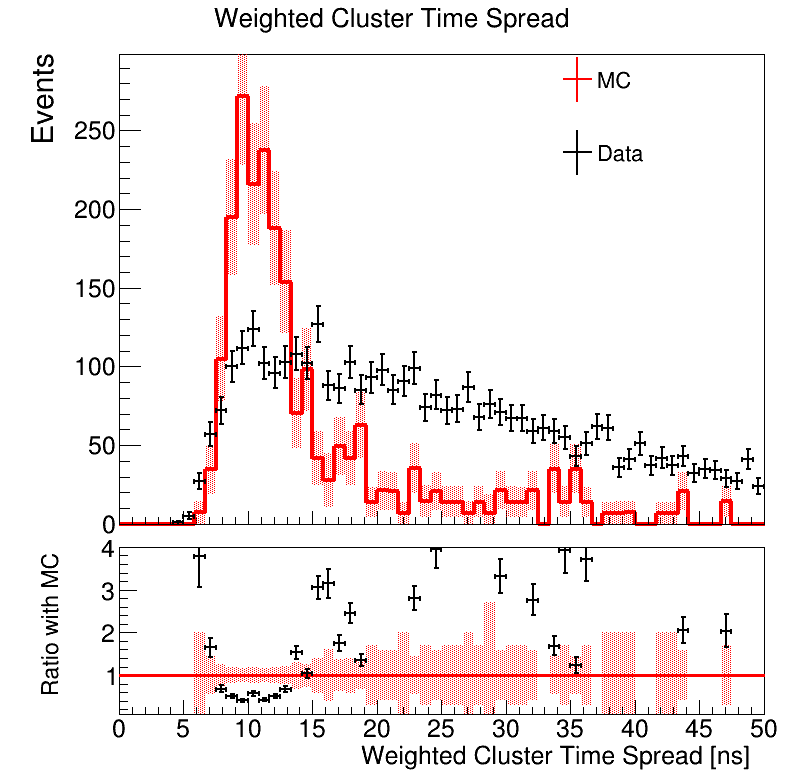 Weighted Cluster Time Spread
Events
MC
Data
250
200
150
100
50
0
Ratio with MC
4
3
2
1
0 5 10 15 20 25 30 35 40 45 50
Weighted Cluster Time Spread [ns]